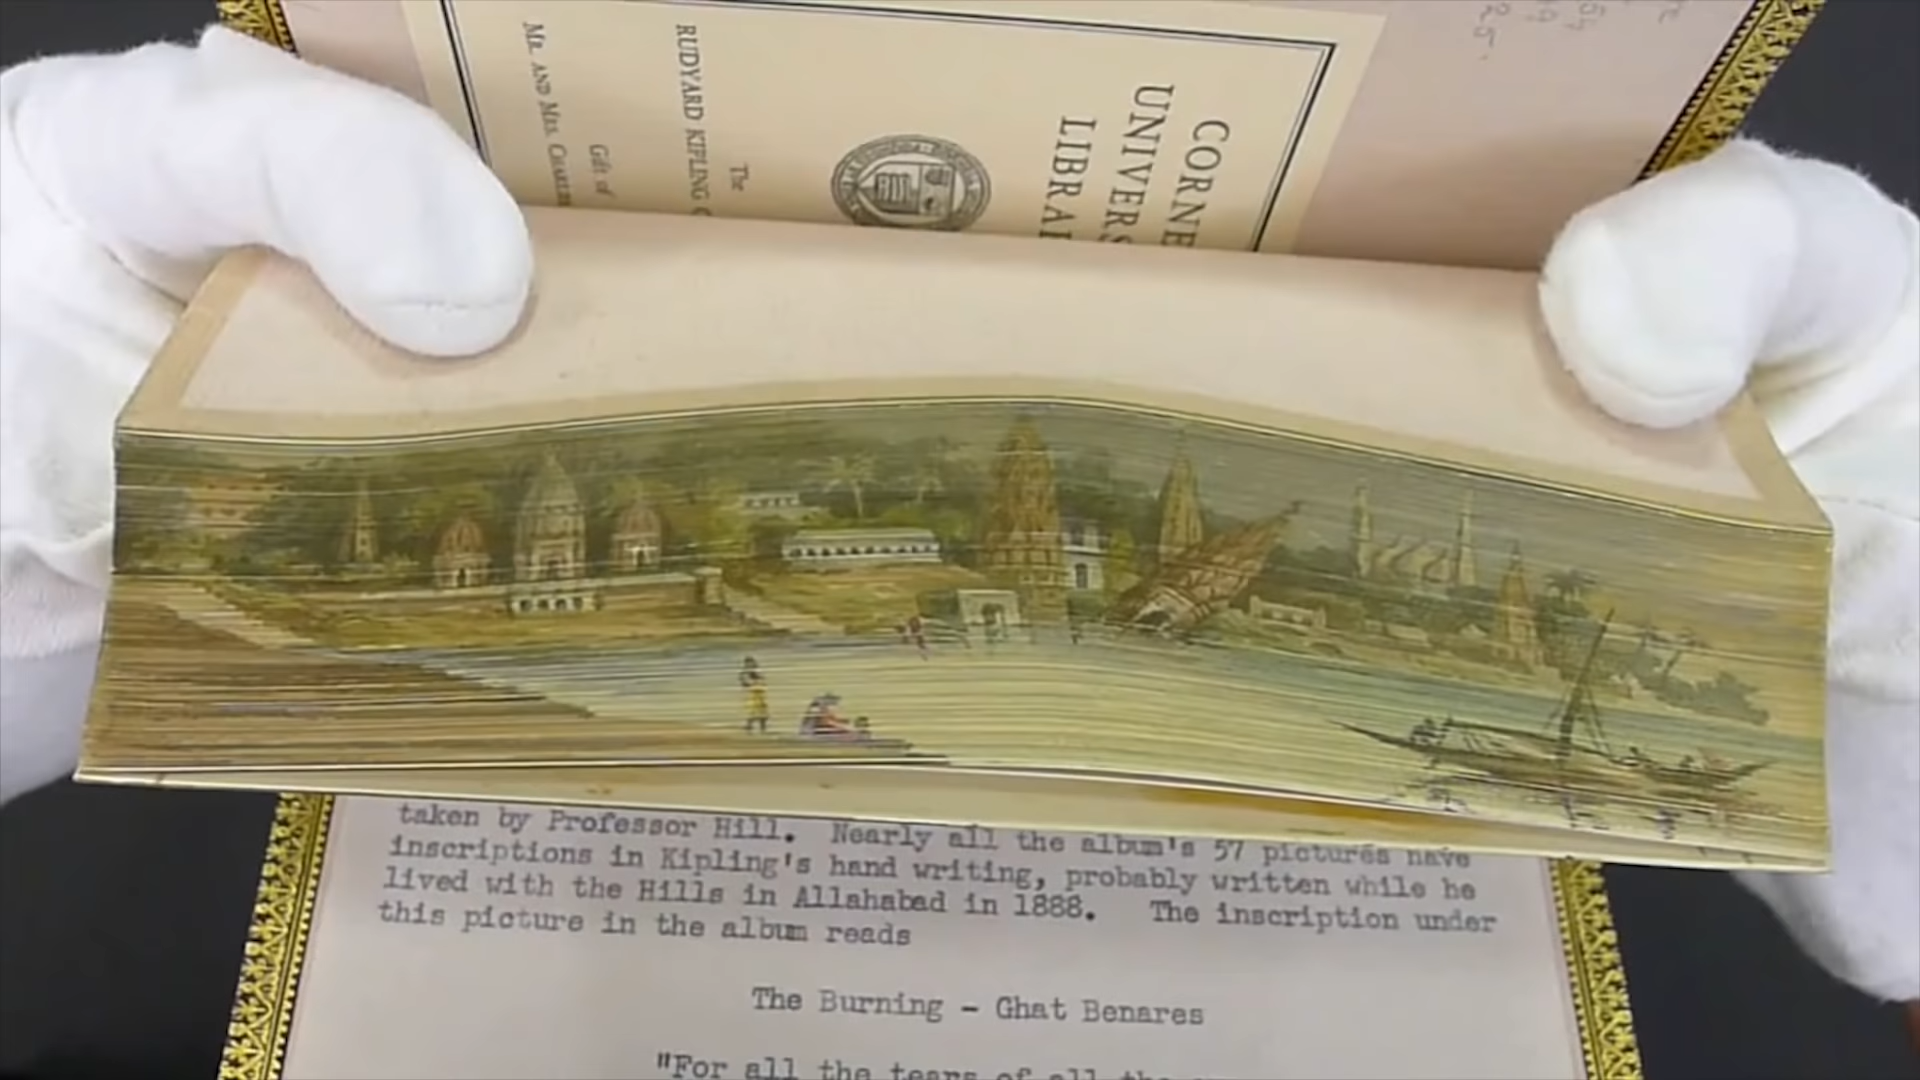 CORNE
UNIVERS
LIBRAR
The
RUDYARD KIPLING C
Gift of
MR. AND MRS. CHARLES
taken by Professor Hill. Nearly all the album's 57 pictures have
inscriptions in Kipling's hand writing, probably written while he
lived with the Hills in Allahabad in 1888. The inscription under
this picture in the album reads
The Burning - Ghat Benares
"For all the tears of all the